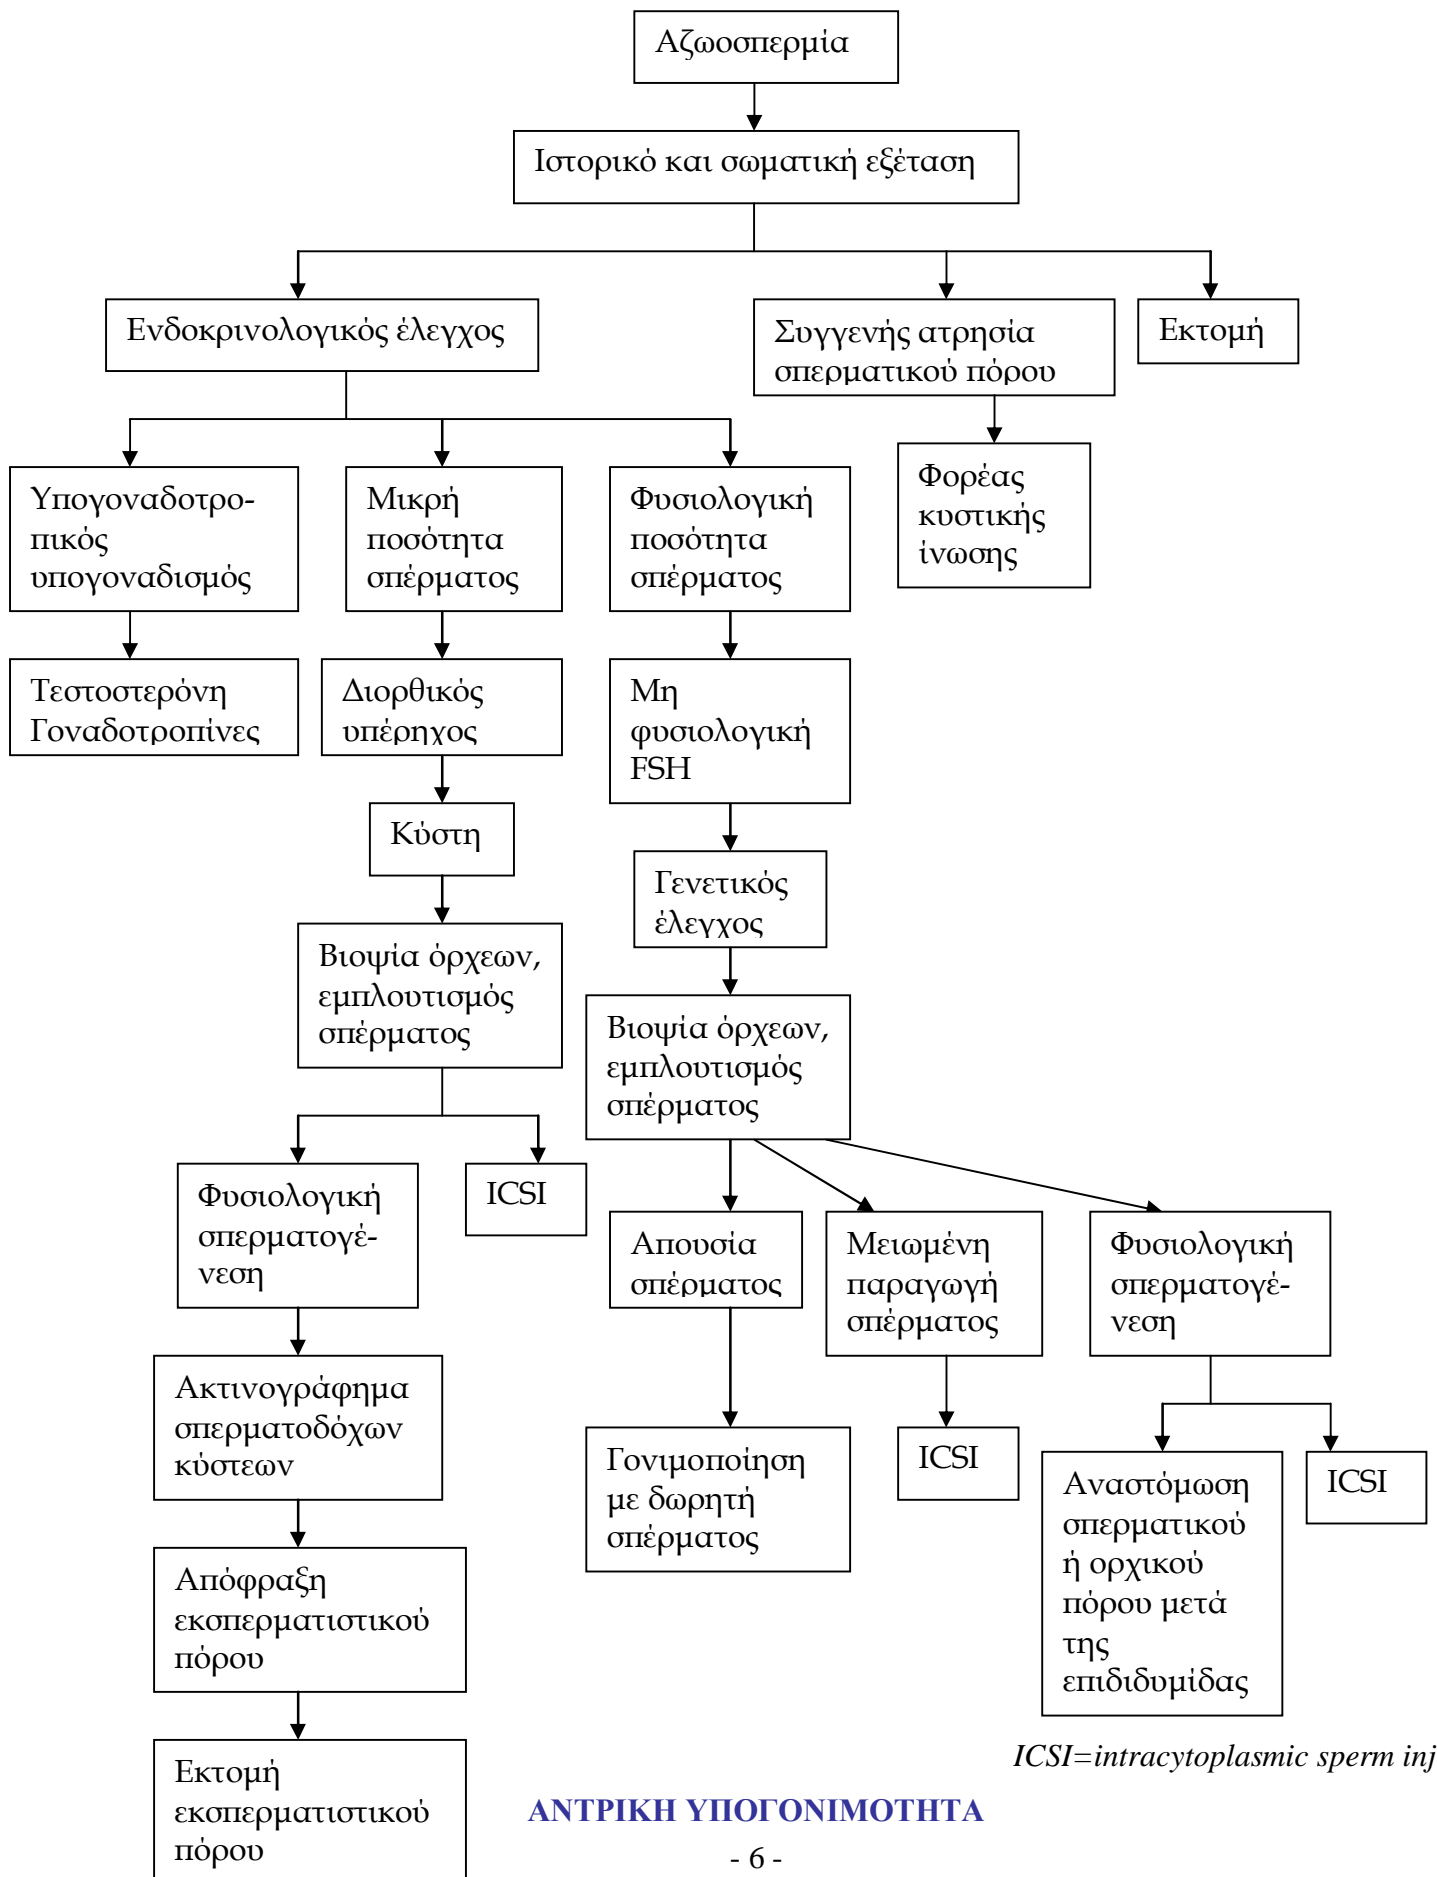 Αζωοσπερμία
Ιστορικό και σωματική εξέταση
Ενδοκρινολογικός έλεγχος
Συγγενής ατρησία
σπερματικού πόρου
Εκτομή
Υπογοναδοτρο-
πικός
υπογοναδισμός
Μικρή
ποσότητα
σπέρματος
Φυσιολογική
ποσότητα
σπέρματος
Φορέας
κυστικής
ίνωσης
Τεστοστερόνη
Γοναδοτροπίνες
Διορθικός
υπέρηχος
Μη
φυσιολογική
FSH
Κύστη
Γενετικός
έλεγχος
Βιοψία όρχεων,
εμπλουτισμός
σπέρματος
Βιοψία όρχεων,
εμπλουτισμός
σπέρματος
Φυσιολογική
σπερματογέ-
νεση
ICSI
Απουσία
σπέρματος
Μειωμένη
παραγωγή
σπέρματος
Φυσιολογική
σπερματογέ-
νεση
Ακτινογράφημα
σπερματοδόχων
κύστεων
Γονιμοποίηση
με δωρητή
σπέρματος
ICSI
Αναστόμωση
σπερματικού
ή ορχικού
πόρου μετά
της
επιδιδυμίδας
ICSI
Απόφραξη
εκσπερματιστικού
πόρου
Εκτομή
εκσπερματιστικού
πόρου
ICSI=intracytoplasmic sperm inj
ΑΝΤΡΙΚΗ ΥΠΟΓΟΝΙΜΟΤΗΤΑ
- 6 -